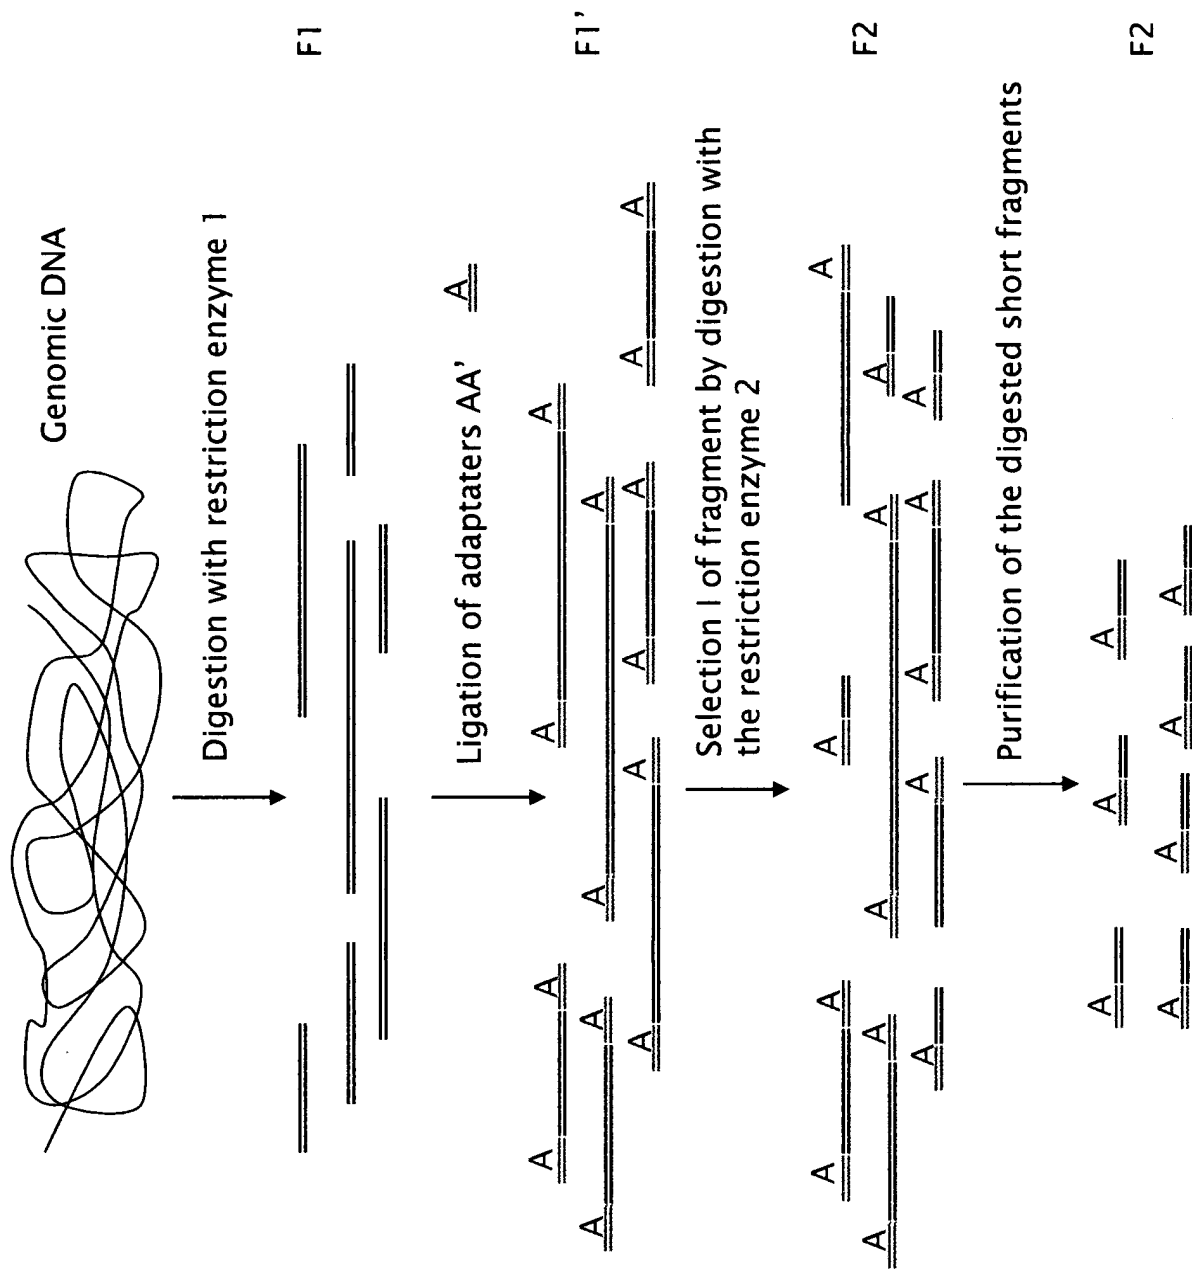 Genomic DNA
Digestion with restriction enzyme 1
F1
Ligation of adaptaters AA' A
A A A A
A A A A F1'
A A A A A A
Selection I of fragment by digestion with
the restriction enzyme 2
A A A A
A A A A A F2
A A A A A
Purification of the digested short fragments
A A A F2
A A A A